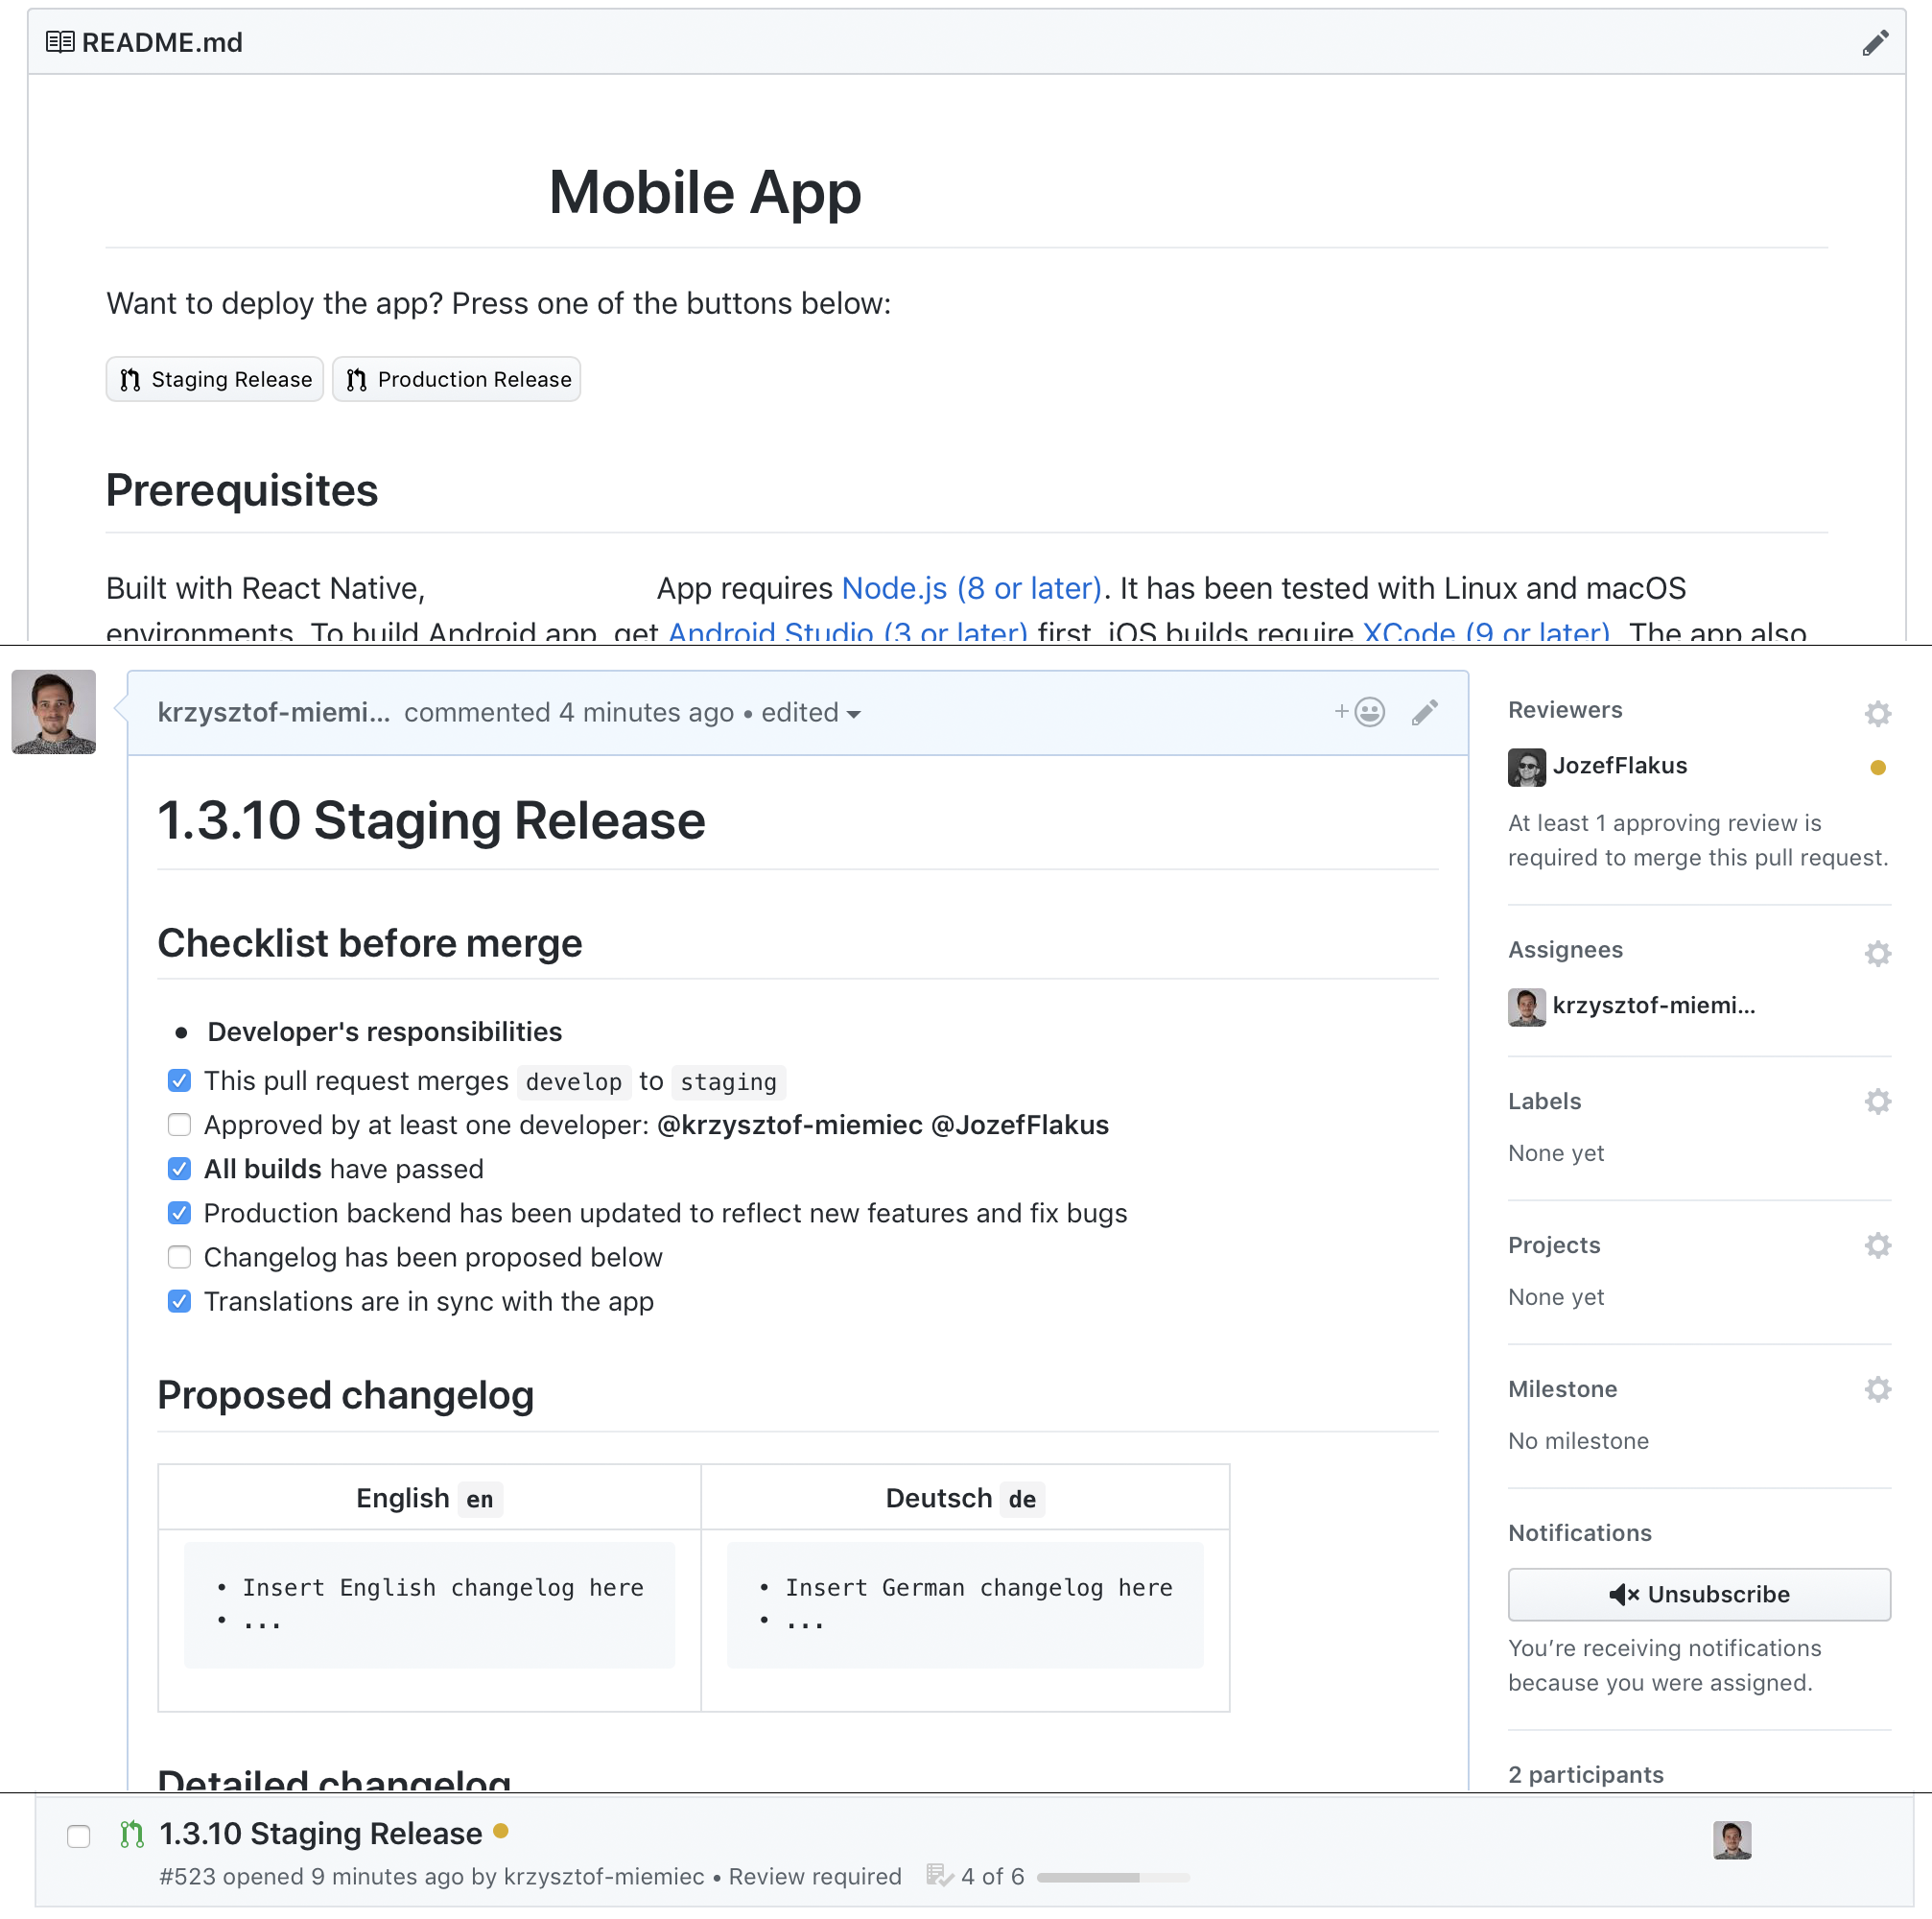 README.md
Mobile App
Want to deploy the app? Press one of the buttons below:
Staging Release Production Release
Prerequisites
Built with React Native, App requires Node.js (8 or later). It has been tested with Linux and macOS
environments. To build Android app, get Android Studio (3 or later) first. iOS builds require XCode (9 or later). The app also
krzysztof-miemi... commented 4 minutes ago • edited
1.3.10 Staging Release
Checklist before merge
• Developer's responsibilities
This pull request merges develop to staging
Approved by at least one developer: @krzysztof-miemiec @JozefFlakus
All builds have passed
Production backend has been updated to reflect new features and fix bugs
Changelog has been proposed below
Translations are in sync with the app
Proposed changelog
English en Deutsch de
• Insert English changelog here
• ...
• Insert German changelog here
• ...
Detailed changelog
Reviewers
JozefFlakus
At least 1 approving review is
required to merge this pull request.
Assignees
krzysztof-miemi...
Labels
None yet
Projects
None yet
Milestone
No milestone
Notifications
Unsubscribe
You’re receiving notifications
because you were assigned.
2 participants
1.3.10 Staging Release
#523 opened 9 minutes ago by krzysztof-miemiec • Review required 4 of 6